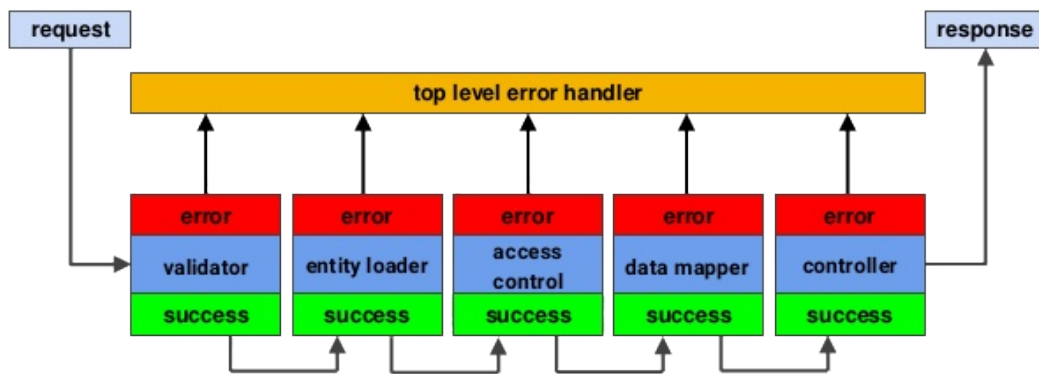 request
response
top level error handler
error
error
error
error
error
validator
entity loader
access
control
data mapper
controller
success
success
success
success
success